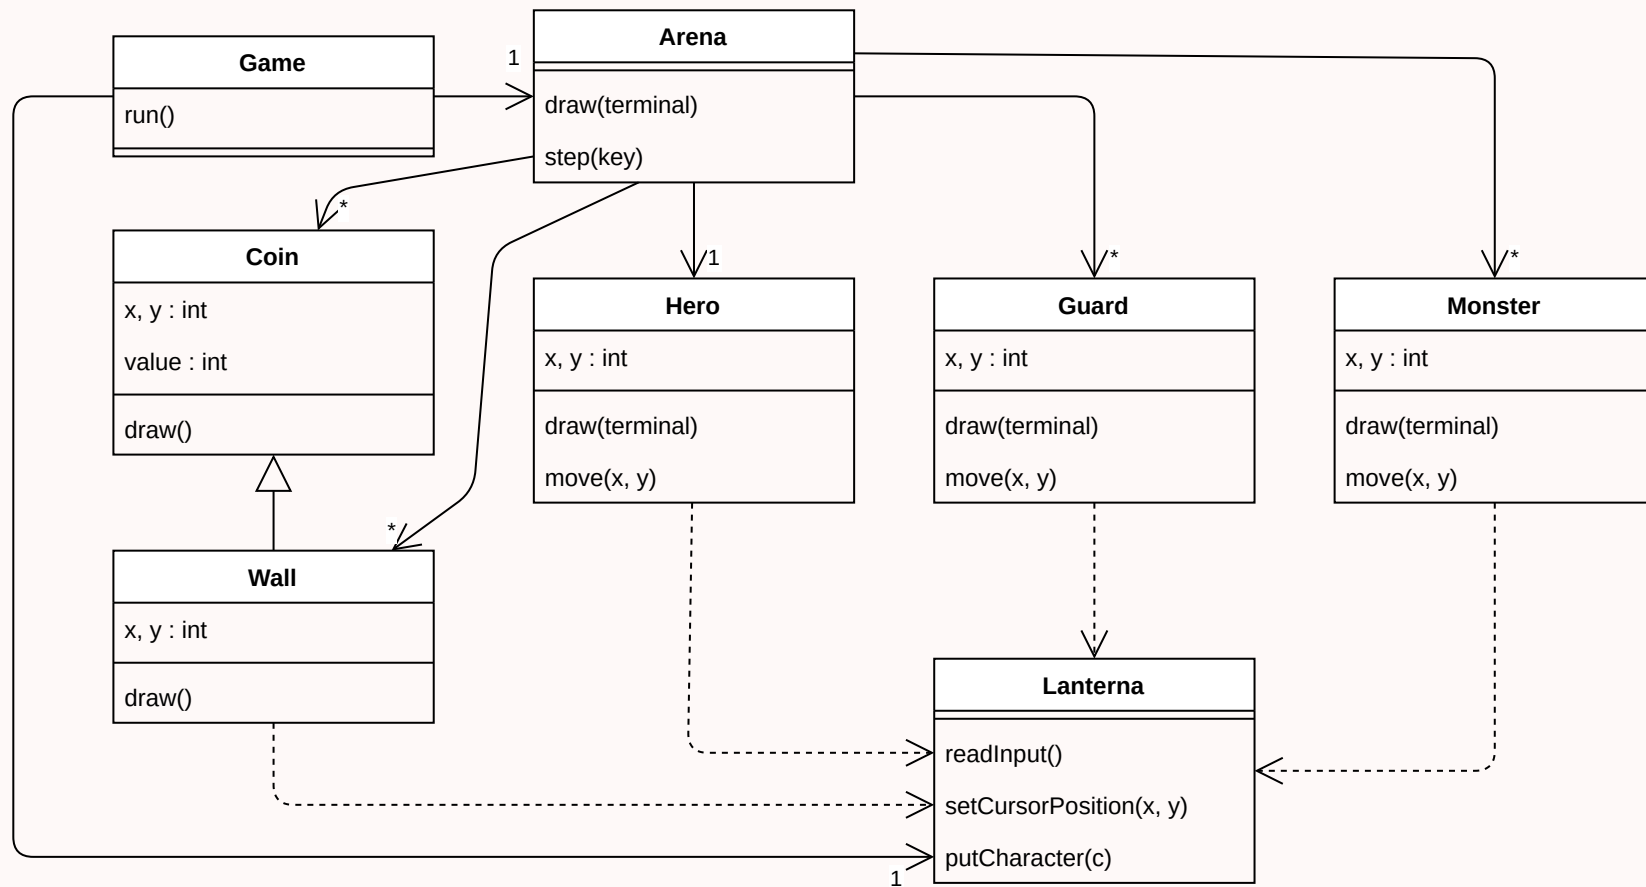 Game
run()
1
Arena
draw(terminal)
step(key)
*
Coin
x, y : int
value : int
draw()
1
Hero
x, y : int
draw(terminal)
move(x, y)
*
Guard
x, y : int
draw(terminal)
move(x, y)
*
Monster
x, y : int
draw(terminal)
move(x, y)
*
Wall
x, y : int
draw()
Lanterna
readInput()
setCursorPosition(x, y)
putCharacter(c)
1